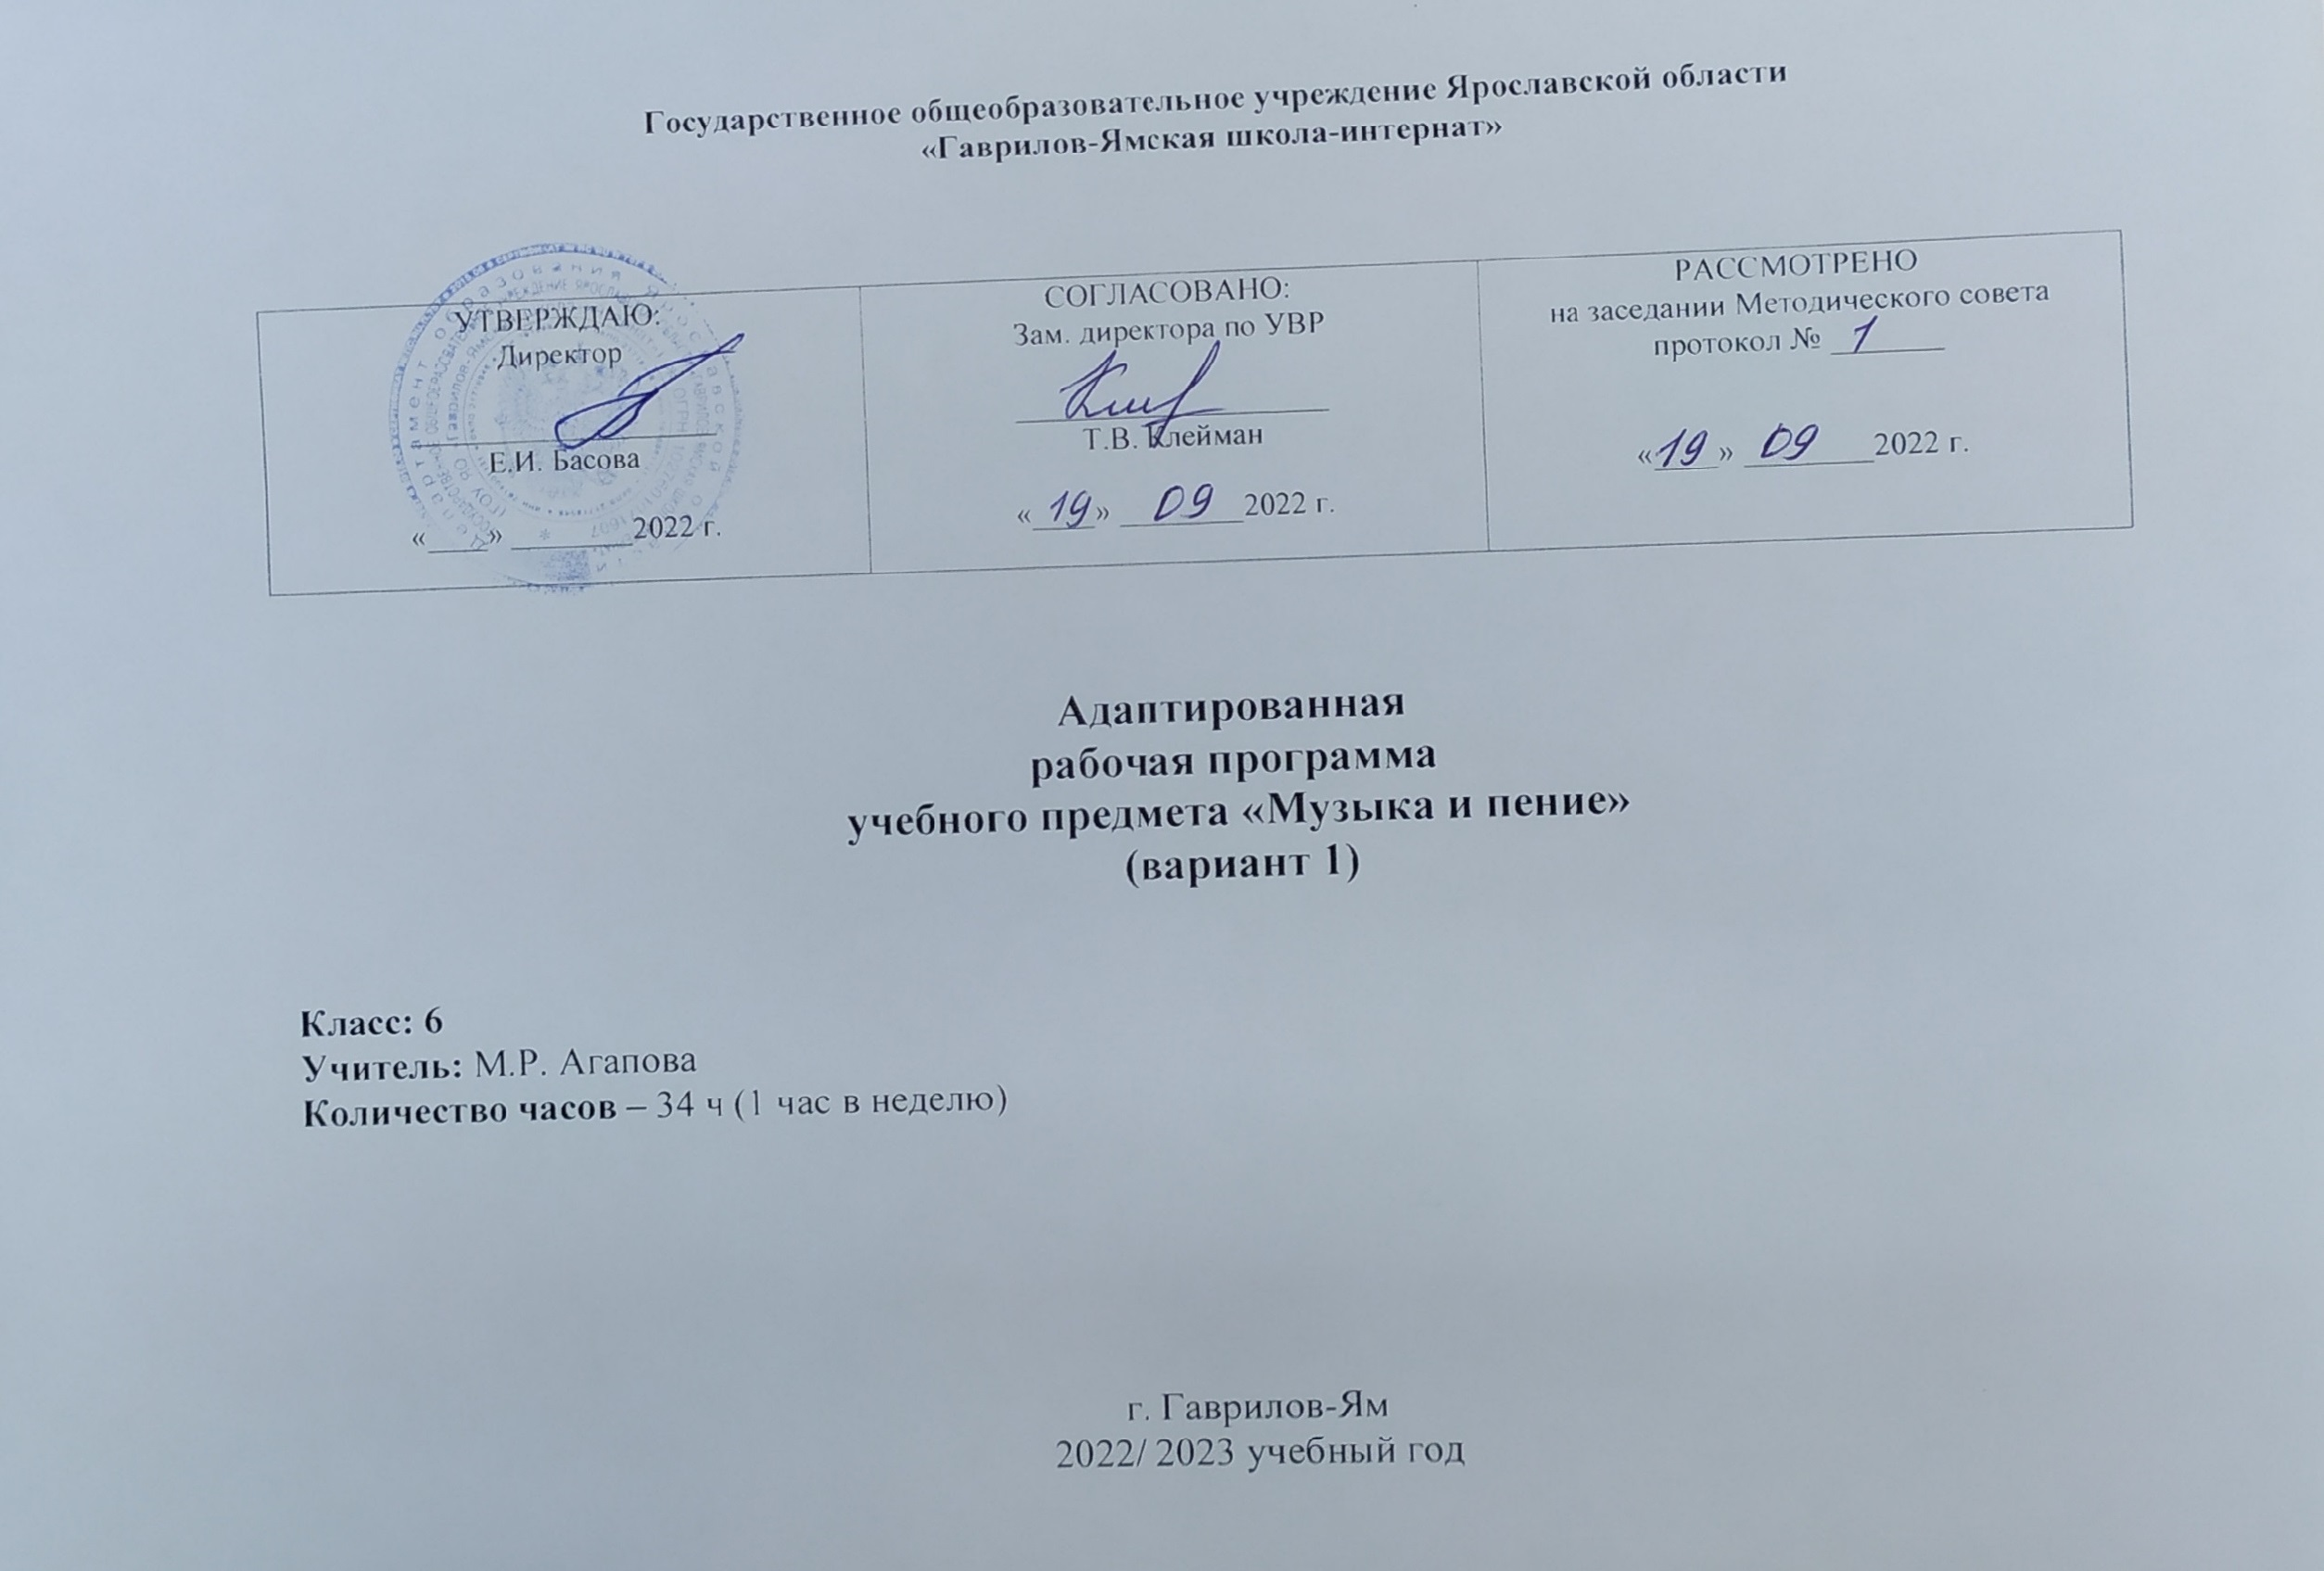 Государственное общеобразовательное учреждение Ярославской области
«Гаврилов-Ямская школа-интернат»
УТВЕРЖДАЮ:
Директор
Е.И. Басова
«____» ________2022 г.
СОГЛАСОВАНО:
Зам. директора по УВР
Т.В. Клейман
«19» 09 2022 г.
РАССМОТРЕНО
на заседании Методического совета
протокол № 1
«19» 09 2022 г.
Адаптированная
рабочая программа
учебного предмета «Музыка и пение»
(вариант 1)
Класс: 6
Учитель: М.Р. Агапова
Количество часов – 34 ч (1 час в неделю)
г. Гаврилов-Ям
2022/ 2023 учебный год